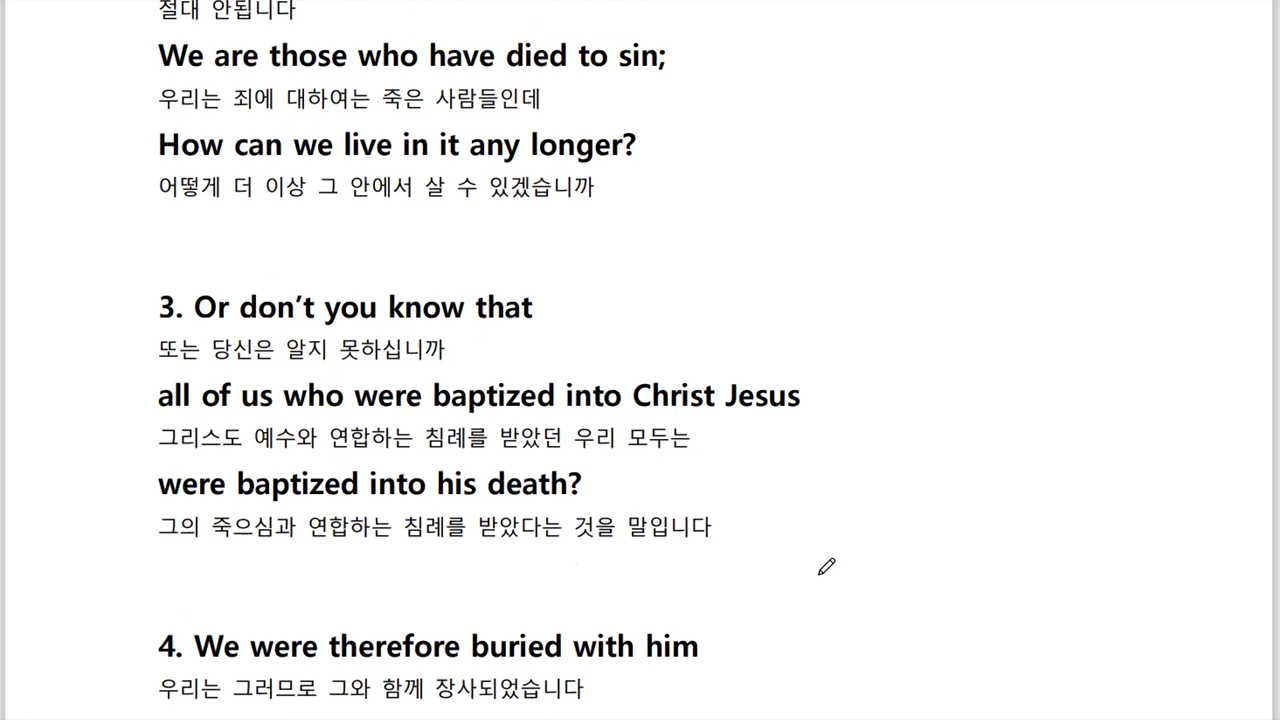 절대 안됩니다
We are those who have died to sin;
우리는 죄에 대하여는 죽은 사람들인데
How can we live in it any longer?
어떻게 더 이상 그 안에서 살 수 있겠습니까
3. Or don’t you know that
또는 당신은 알지 못하십니까
all of us who were baptized into Christ Jesus
그리스도 예수와 연합하는 침례를 받았던 우리 모두는
were baptized into his death?
그의 죽으심과 연합하는 침례를 받았다는 것을 말입니다
4. We were therefore buried with him
우리는 그러므로 그와 함께 장사되었습니다